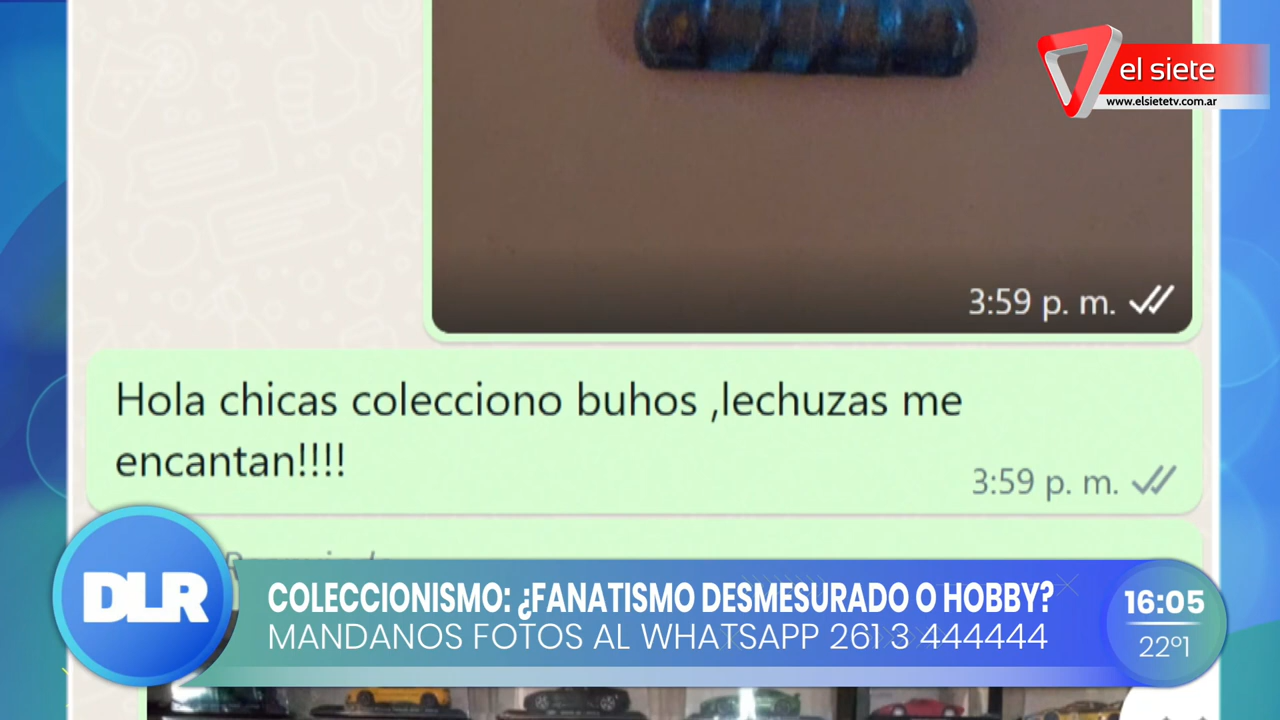 el siete
www.elsietetv.com.ar
3:59 p. m.
Hola chicas colecciono buhos ,lechuzas me
encantan!!!!
3:59 p. m.
DLR
COLECCIONISMO: ¿FANATISMO DESMESURADO O HOBBY?
MANDANOS FOTOS AL WHATSAPP 261 3 444444
16:05
22º1